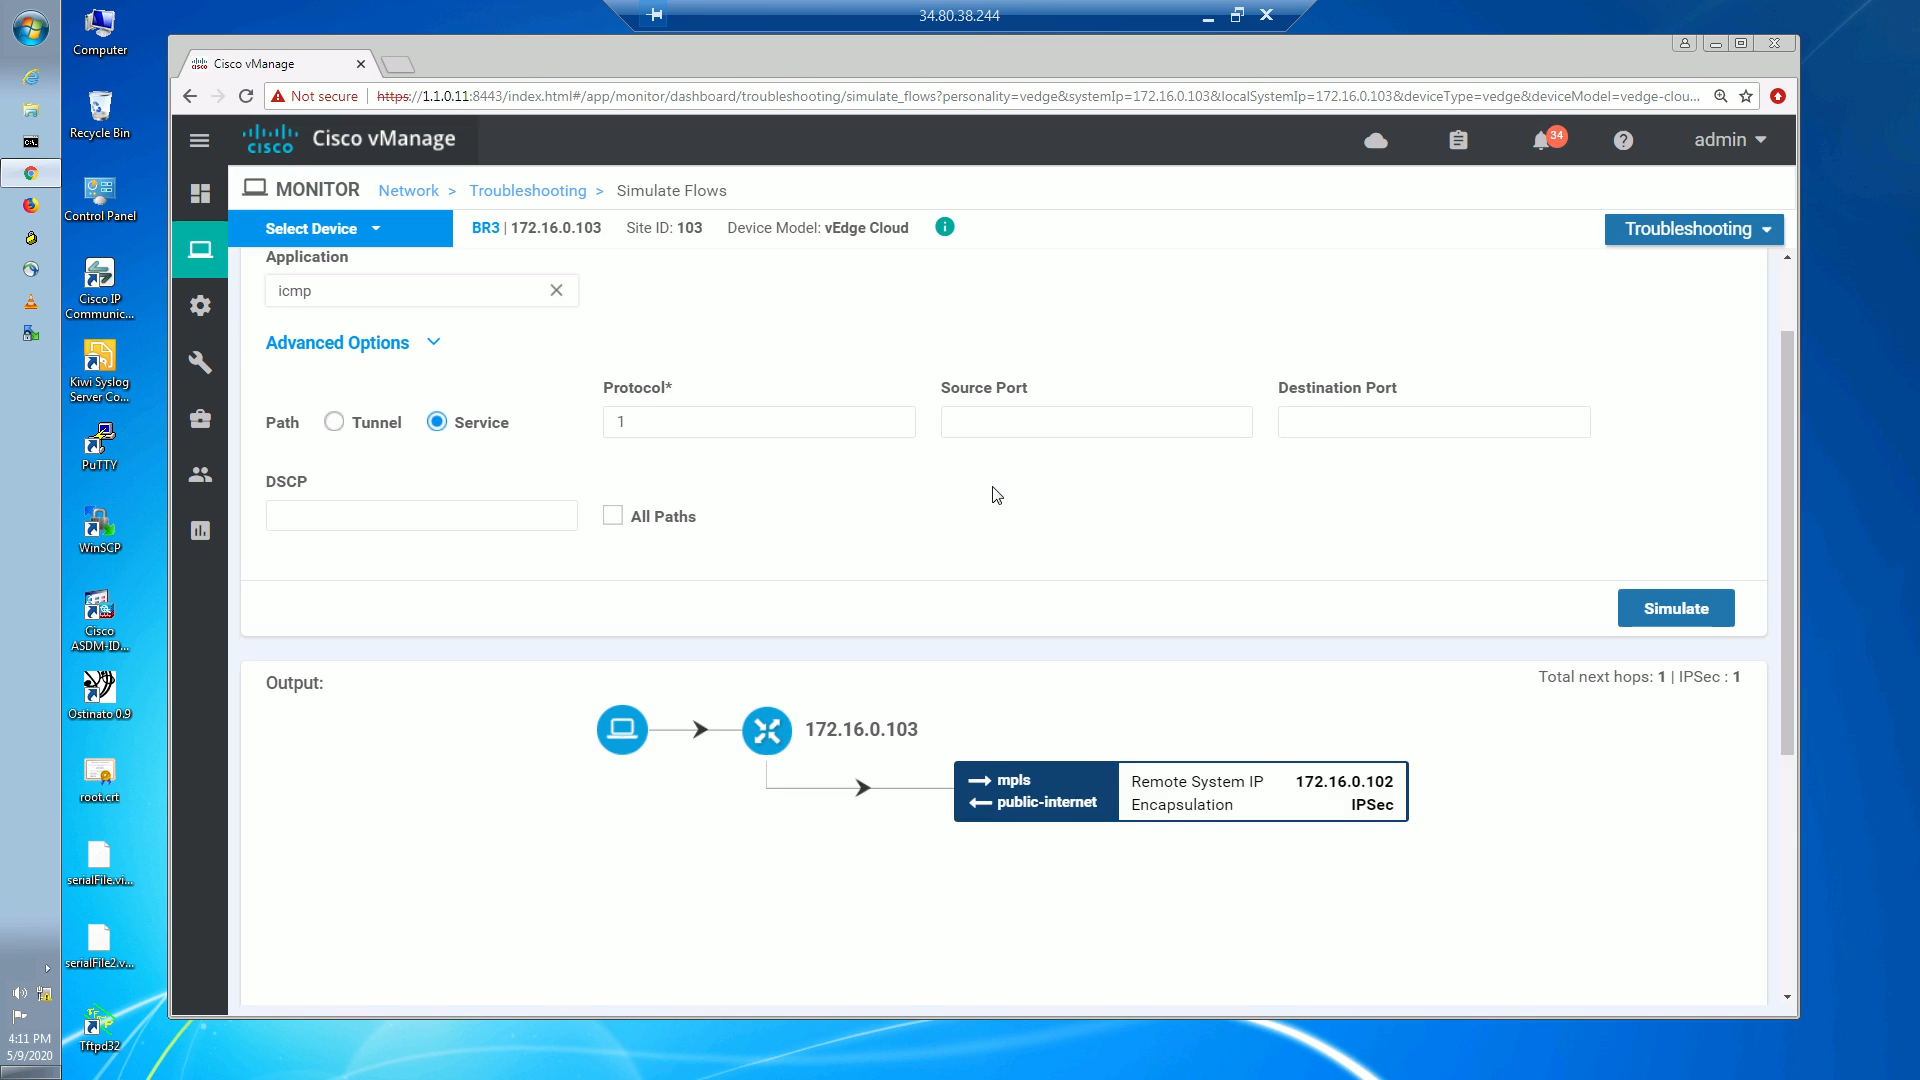 34.80.38.244
Computer
Recycle Bin
Control Panel
Cisco IP
Communic...
Kiwi Syslog
Server Co...
PuTTY
WinSCP
Cisco
ASDM-ID...
Ostinato 0.9
root.crt
serialFile.vi...
serialFile2.v...
Tftpd32
4:11 PM
5/9/2020
Cisco vManage
Not secure https://1.1.0.11:8443/index.html#/app/monitor/dashboard/troubleshooting/simulate_flows?personality=vedge&systemIp=172.16.0.103&localSystemIp=172.16.0.103&deviceType=vedge&deviceModel=vedge-clou...
cisco Cisco vManage 34 admin
MONITOR Network > Troubleshooting > Simulate Flows
Select Device BR3 | 172.16.0.103 Site ID: 103 Device Model: vEdge Cloud Troubleshooting
Application
icmp
Advanced Options
Protocol* Source Port Destination Port
Path Tunnel Service 1
DSCP
All Paths
Simulate
Output: Total next hops: 1 | IPSec : 1
172.16.0.103
mpls Remote System IP 172.16.0.102
public-internet Encapsulation IPSec